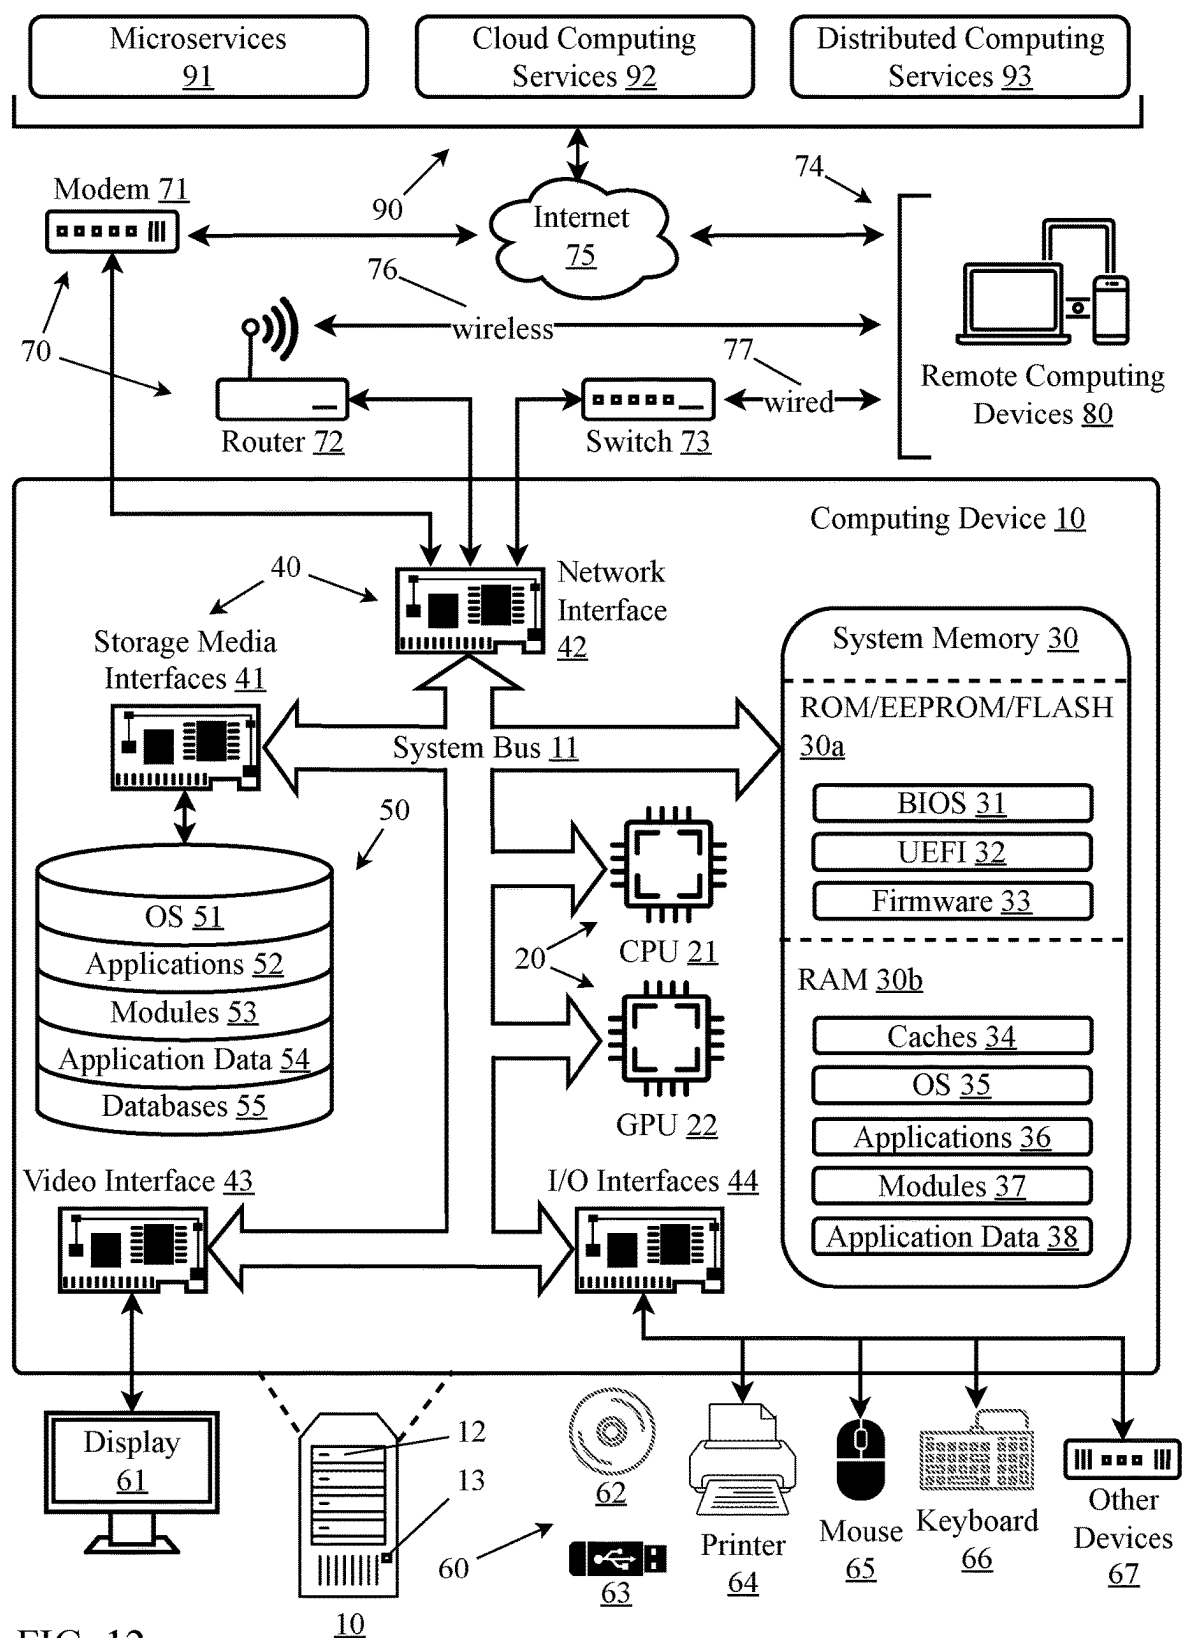 Microservices
91
Cloud Computing
Services 92
Distributed Computing
Services 93
Modem 71
90
Internet
75
74
76
wireless
70
77
wired
Router 72
Switch 73
Remote Computing
Devices 80
Computing Device 10
40
Network
Interface
42
Storage Media
Interfaces 41
System Bus 11
System Memory 30
ROM/EEPROM/FLASH
30a
BIOS 31
UEFI 32
Firmware 33
50
OS 51
Applications 52
Modules 53
Application Data 54
Databases 55
CPU 21
20
GPU 22
RAM 30b
Caches 34
OS 35
Applications 36
Modules 37
Application Data 38
Video Interface 43
I/O Interfaces 44
Display
61
12
13
10
60
62
63
Printer
64
Mouse
65
Keyboard
66
Other
Devices
67
FIG. 12